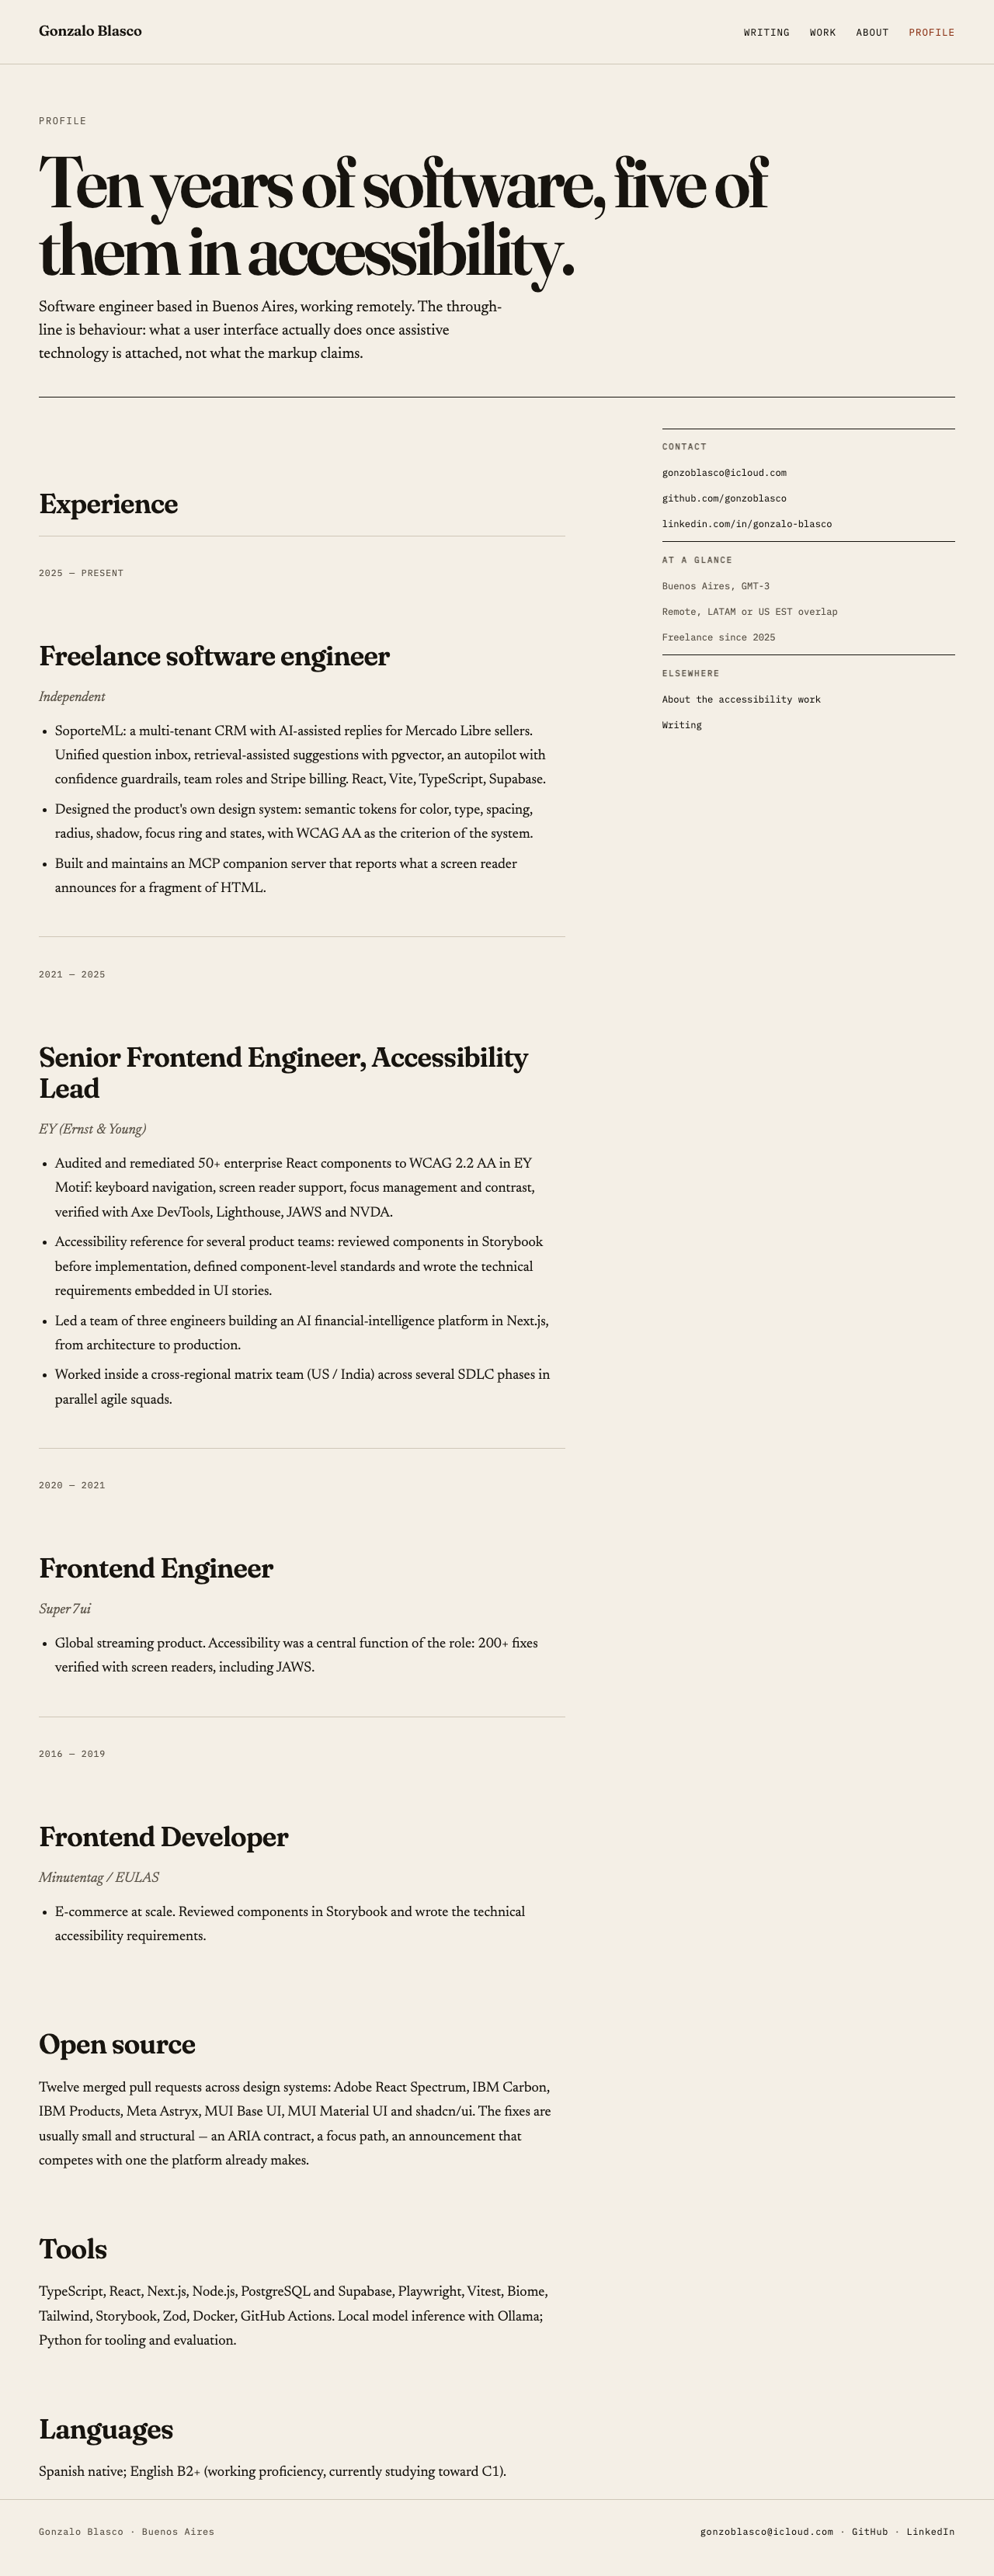 Gonzalo Blasco
WRITING WORK ABOUT PROFILE
PROFILE
Ten years of software, five of
them in accessibility.
Software engineer based in Buenos Aires, working remotely. The through-
line is behaviour: what a user interface actually does once assistive
technology is attached, not what the markup claims.
Experience
2025 — PRESENT
Freelance software engineer
Independent
• SoporteML: a multi-tenant CRM with AI-assisted replies for Mercado Libre sellers.
Unified question inbox, retrieval-assisted suggestions with pgvector, an autopilot with
confidence guardrails, team roles and Stripe billing. React, Vite, TypeScript, Supabase.
• Designed the product's own design system: semantic tokens for color, type, spacing,
radius, shadow, focus ring and states, with WCAG AA as the criterion of the system.
• Built and maintains an MCP companion server that reports what a screen reader
announces for a fragment of HTML.
2021 — 2025
Senior Frontend Engineer, Accessibility
Lead
EY (Ernst & Young)
• Audited and remediated 50+ enterprise React components to WCAG 2.2 AA in EY
Motif: keyboard navigation, screen reader support, focus management and contrast,
verified with Axe DevTools, Lighthouse, JAWS and NVDA.
• Accessibility reference for several product teams: reviewed components in Storybook
before implementation, defined component-level standards and wrote the technical
requirements embedded in UI stories.
• Led a team of three engineers building an AI financial-intelligence platform in Next.js,
from architecture to production.
• Worked inside a cross-regional matrix team (US / India) across several SDLC phases in
parallel agile squads.
2020 — 2021
Frontend Engineer
Super7ui
• Global streaming product. Accessibility was a central function of the role: 200+ fixes
verified with screen readers, including JAWS.
2016 — 2019
Frontend Developer
Minutentag / EULAS
• E-commerce at scale. Reviewed components in Storybook and wrote the technical
accessibility requirements.
Open source
Twelve merged pull requests across design systems: Adobe React Spectrum, IBM Carbon,
IBM Products, Meta Astryx, MUI Base UI, MUI Material UI and shadcn/ui. The fixes are
usually small and structural — an ARIA contract, a focus path, an announcement that
competes with one the platform already makes.
Tools
TypeScript, React, Next.js, Node.js, PostgreSQL and Supabase, Playwright, Vitest, Biome,
Tailwind, Storybook, Zod, Docker, GitHub Actions. Local model inference with Ollama;
Python for tooling and evaluation.
Languages
Spanish native; English B2+ (working proficiency, currently studying toward C1).
CONTACT
gonzoblasco@icloud.com
github.com/gonzoblasco
linkedin.com/in/gonzalo-blasco
AT A GLANCE
Buenos Aires, GMT-3
Remote, LATAM or US EST overlap
Freelance since 2025
ELSEWHERE
About the accessibility work
Writing
Gonzalo Blasco · Buenos Aires
gonzoblasco@icloud.com · GitHub · LinkedIn